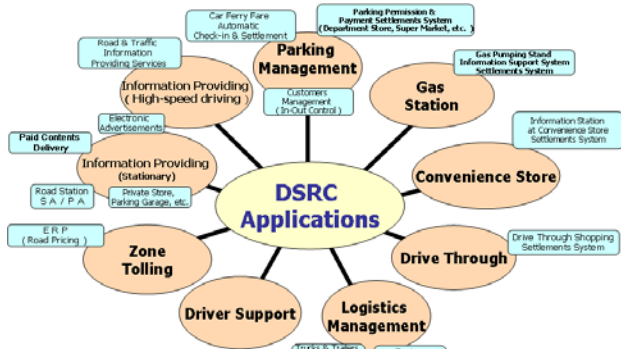 Car Ferry Fare
Automatic
Check-in & Settlement
Parking Permission &
Payment Settlements System
(Department Store, Super Market, etc. )
Road & Traffic
Information
Providing Services
Parking
Management
Gas Pumping Stand
Information Support System
Settlements System
Information Providing
( High-speed driving )
Customers
Management
( In-Out Control )
Gas
Station
Electronic
Advertisements
Information Station
at Convenience Store
Settlements System
Paid Contents
Delivery
Information Providing
(Stationary)
Convenience Store
Road Station
S A / P A
Private Store,
Parking Garage, etc.
DSRC
Applications
E R P
( Road Pricing )
Zone
Tolling
Drive Through
Drive Through Shopping
Settlements System
Driver Support
Logistics
Management
Trucks & Trailers